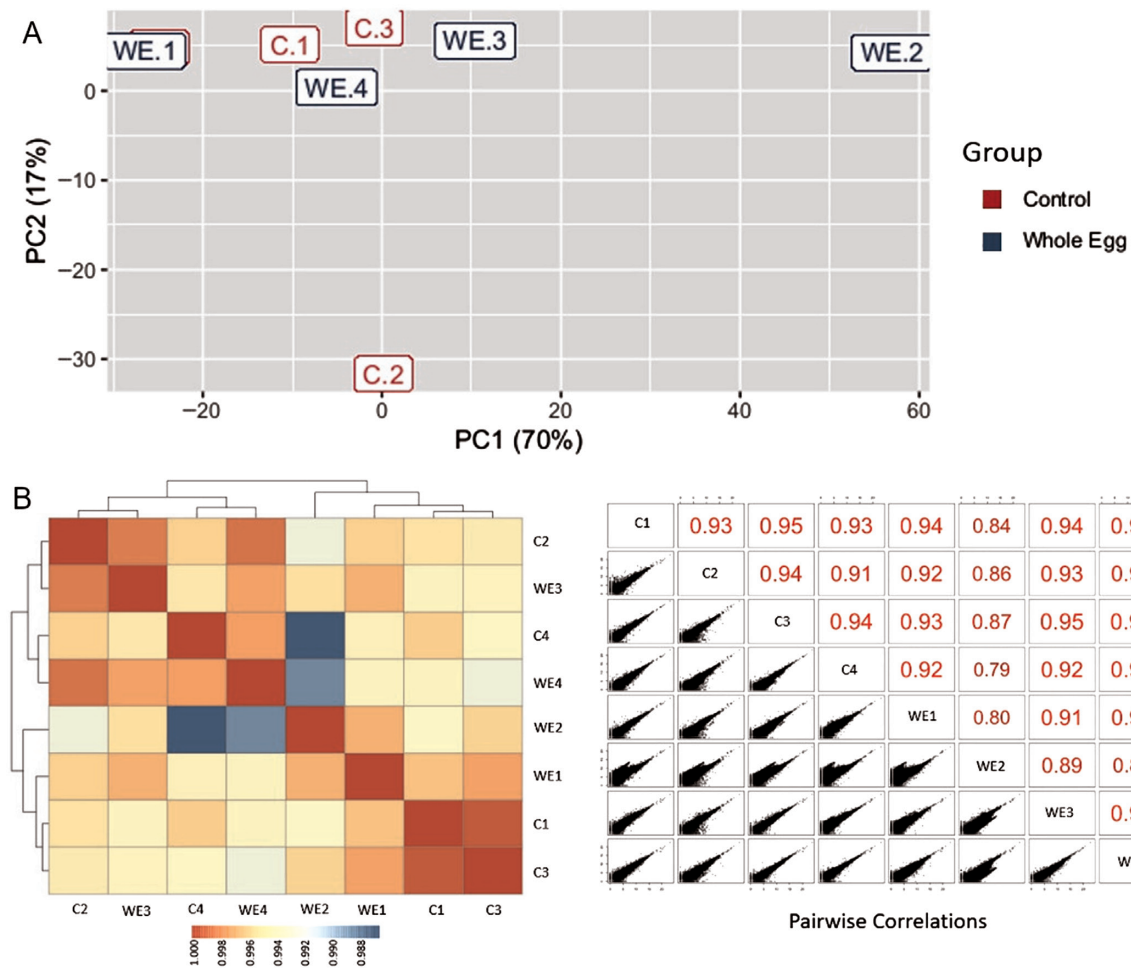 A
WE.1
C.1
C.3
WE.3
WE.2
WE.4
C.2
0
−10
−20
−30
PC2 (17%)
−20
0
20
40
60
PC1 (70%)
Group
Control
Whole Egg
B
C2
WE3
C4
WE4
WE2
WE1
C1
C3
C2 WE3 C4 WE4 WE2 WE1 C1 C3
1.000 0.998 0.996 0.994 0.992 0.990 0.988
C1 0.93 0.95 0.93 0.94 0.84 0.94
C2 0.94 0.91 0.92 0.86 0.93
C3 0.94 0.93 0.87 0.95
C4 0.92 0.79 0.92
WE1 0.80 0.91
WE2 0.89
WE3
Pairwise Correlations